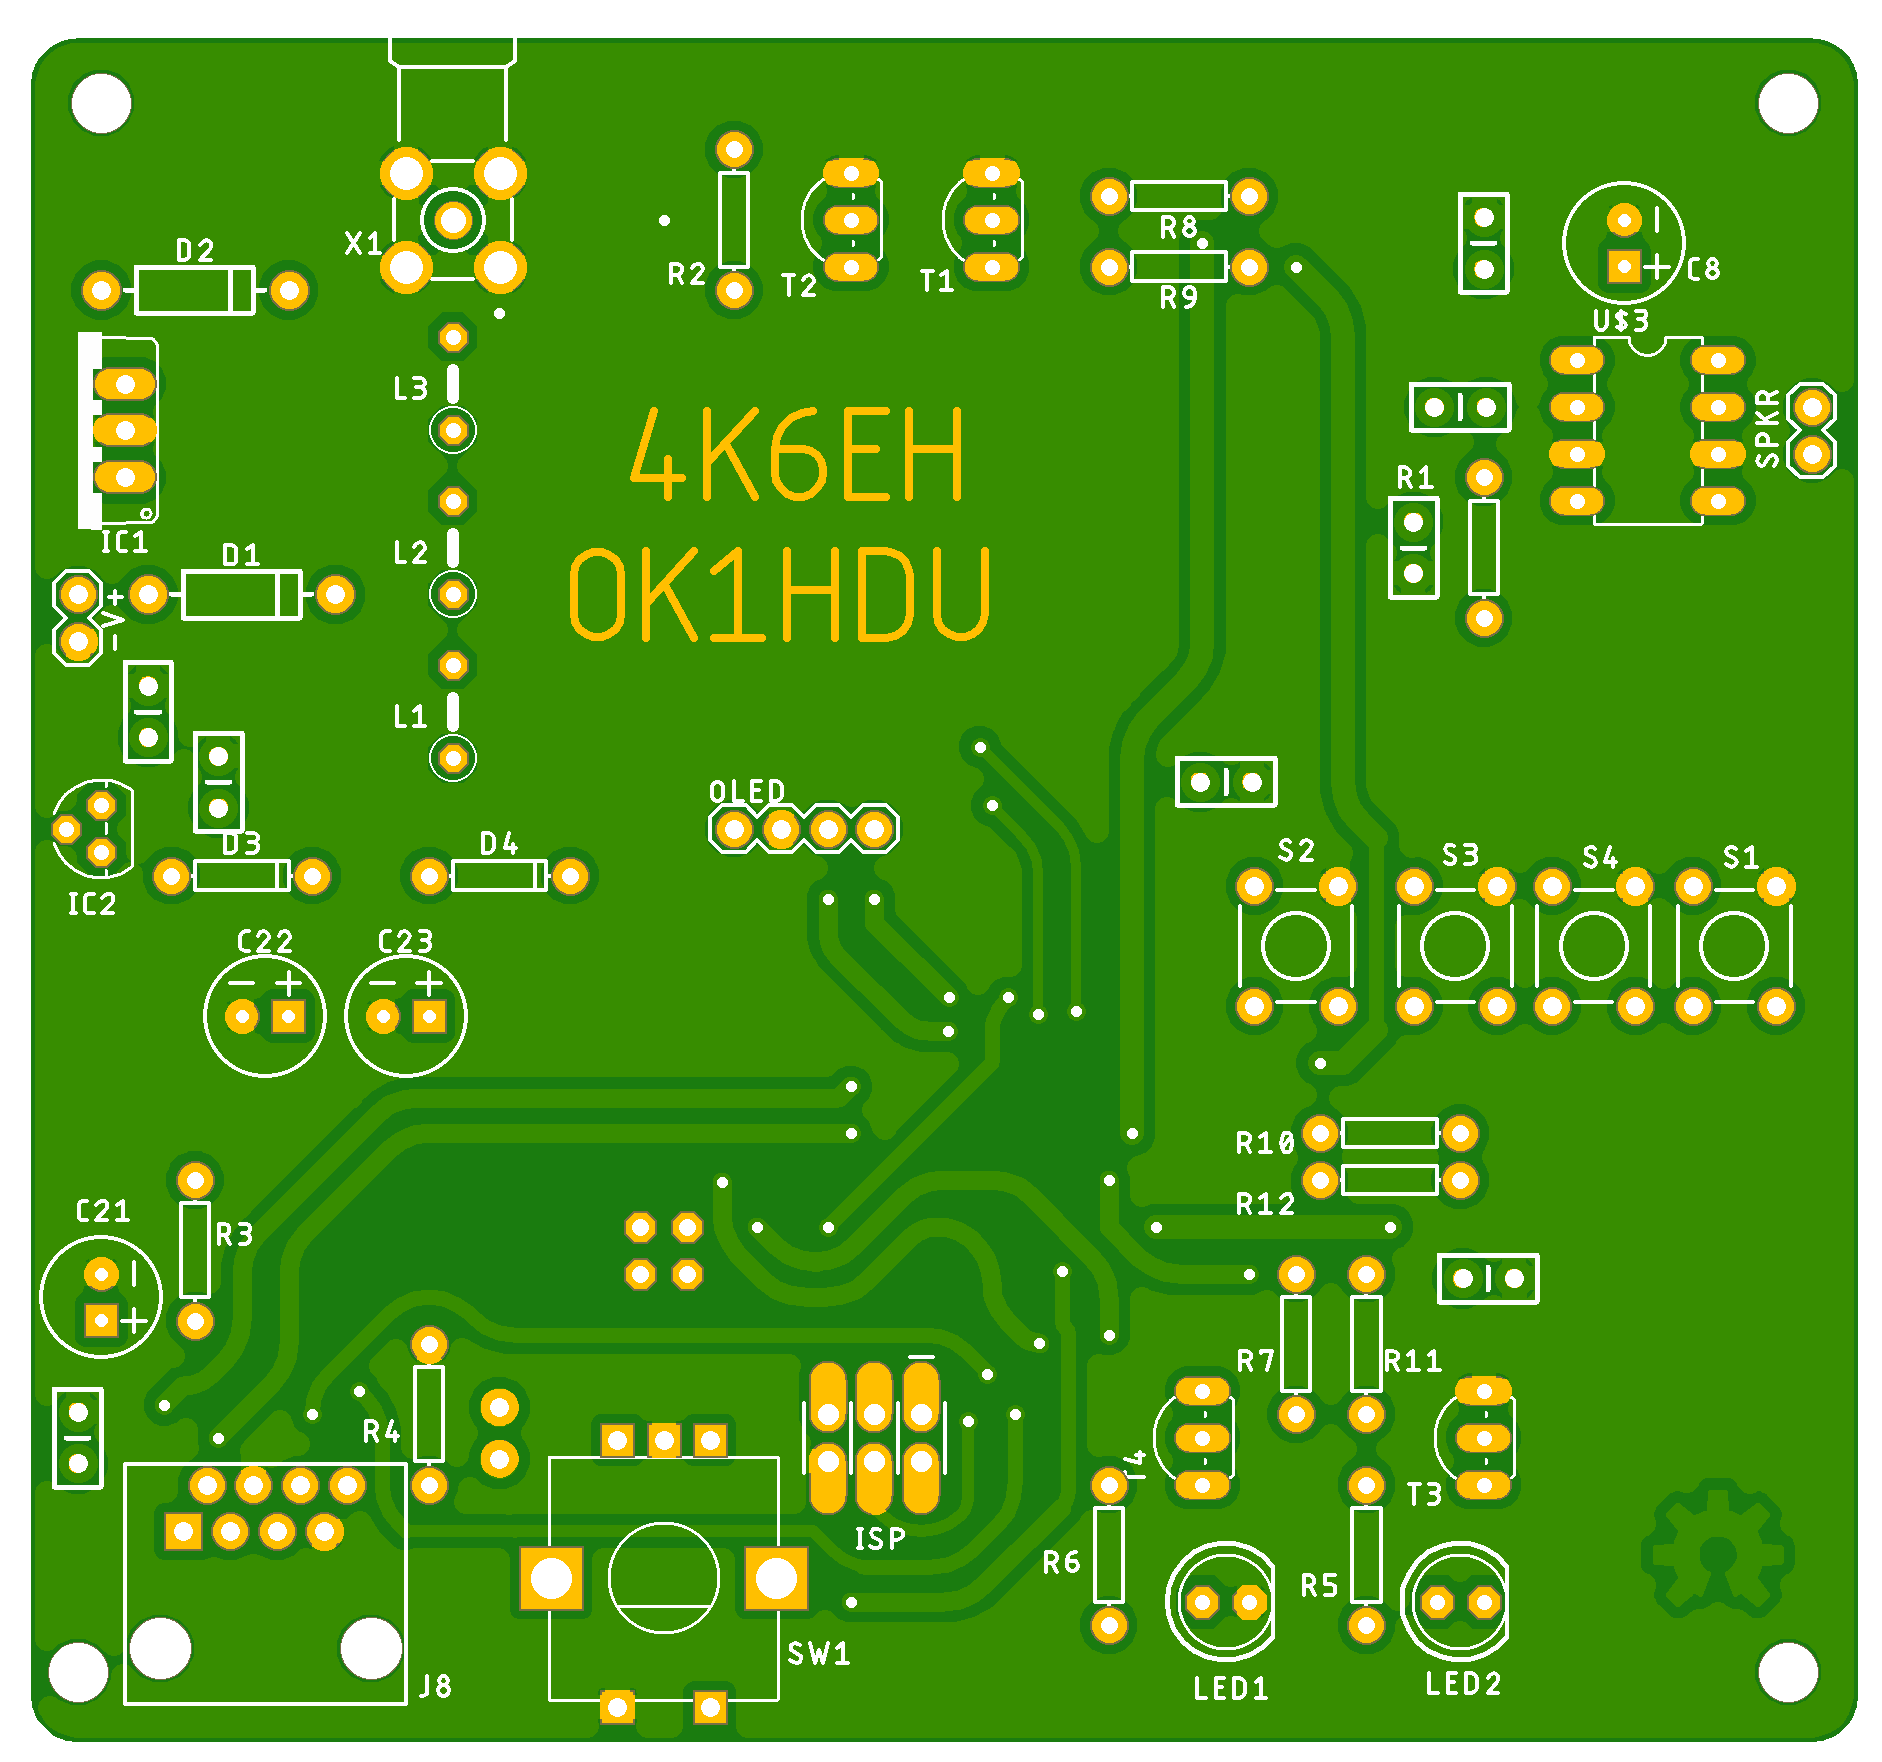 X1
D2
R2
T2
T1
R8
R9
C8
U$3
L3
4K6EH
SPKR
R1
IC1
D1
L2
+
V
-
OK1HDU
L1
OLED
D3
D4
S2
S3
S4
S1
IC2
C22
C23
- +
- +
R10
C21
R12
R3
R7
R11
R4
T4
T3
ISP
R6
R5
SW1
J8
LED1
LED2